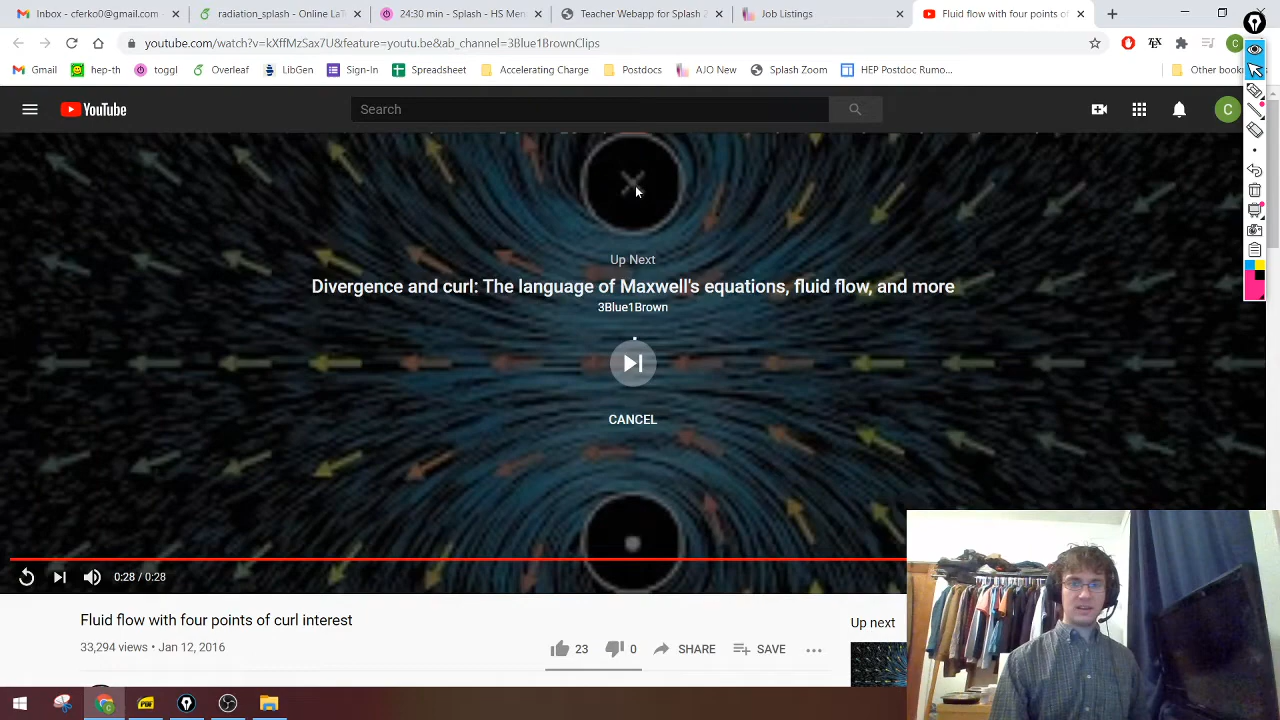 Inbox - cferko0@gmail.com
radiation_splash - Online LaTe
24:30 min - Splash - ES Men
Teacher Webapp for Splash 2
Job Listings
Fluid flow with four points of
youtube.com/watch?v=kXffMzSax7U&feature=youtu.be&ab_channel=3Blue1BrownClips
TEX
C
Gmail
hep-th
toggl
Overleaf
LibGen
Sign-In
Spreadsheet
Accelerating Charge
Postdocs
AJO New
Splash Zoom
HEP Postdoc Rumo...
Other book
YouTube
Search
C
Up Next
Divergence and curl: The language of Maxwell's equations, fluid flow, and more
3Blue1Brown
CANCEL
0:28 / 0:28
Fluid flow with four points of curl interest
33,294 views • Jan 12, 2016
23
0
SHARE
SAVE
Up next